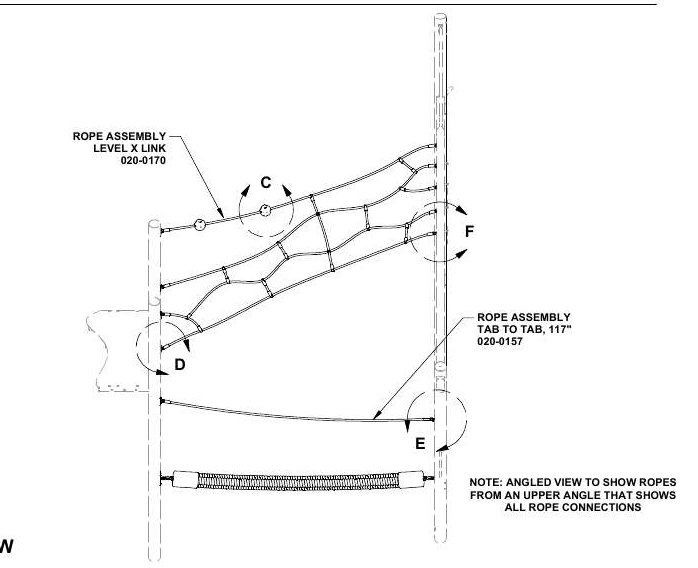 ROPE ASSEMBLY
LEVEL X LINK
020-0170
C
F
ROPE ASSEMBLY
TAB TO TAB, 117"
020-0157
D
E
NOTE: ANGLED VIEW TO SHOW ROPES
FROM AN UPPER ANGLE THAT SHOWS
ALL ROPE CONNECTIONS
W